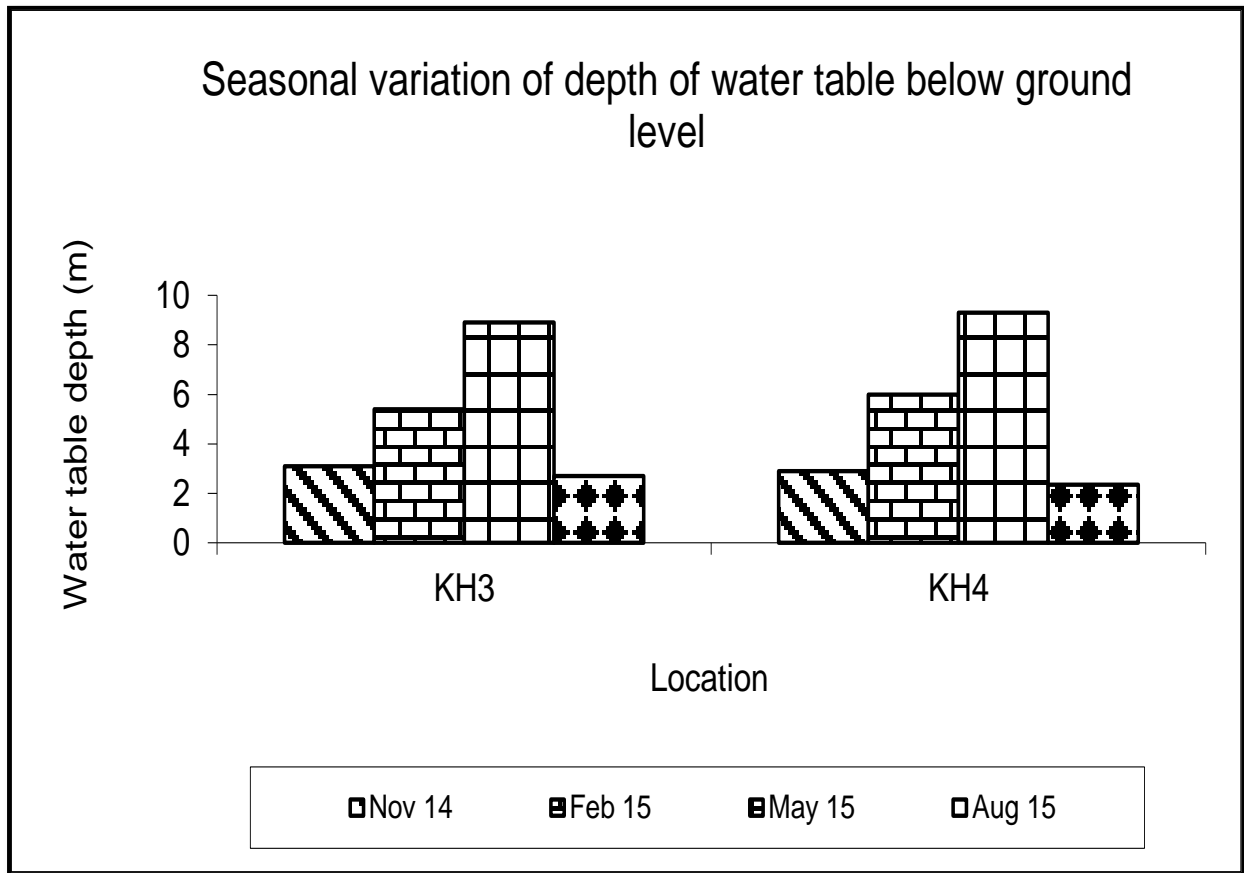 Seasonal variation of depth of water table below ground
level
Water table depth (m)
10
8
6
4
2
0
KH3
KH4
Location
Nov 14
Feb 15
May 15
Aug 15